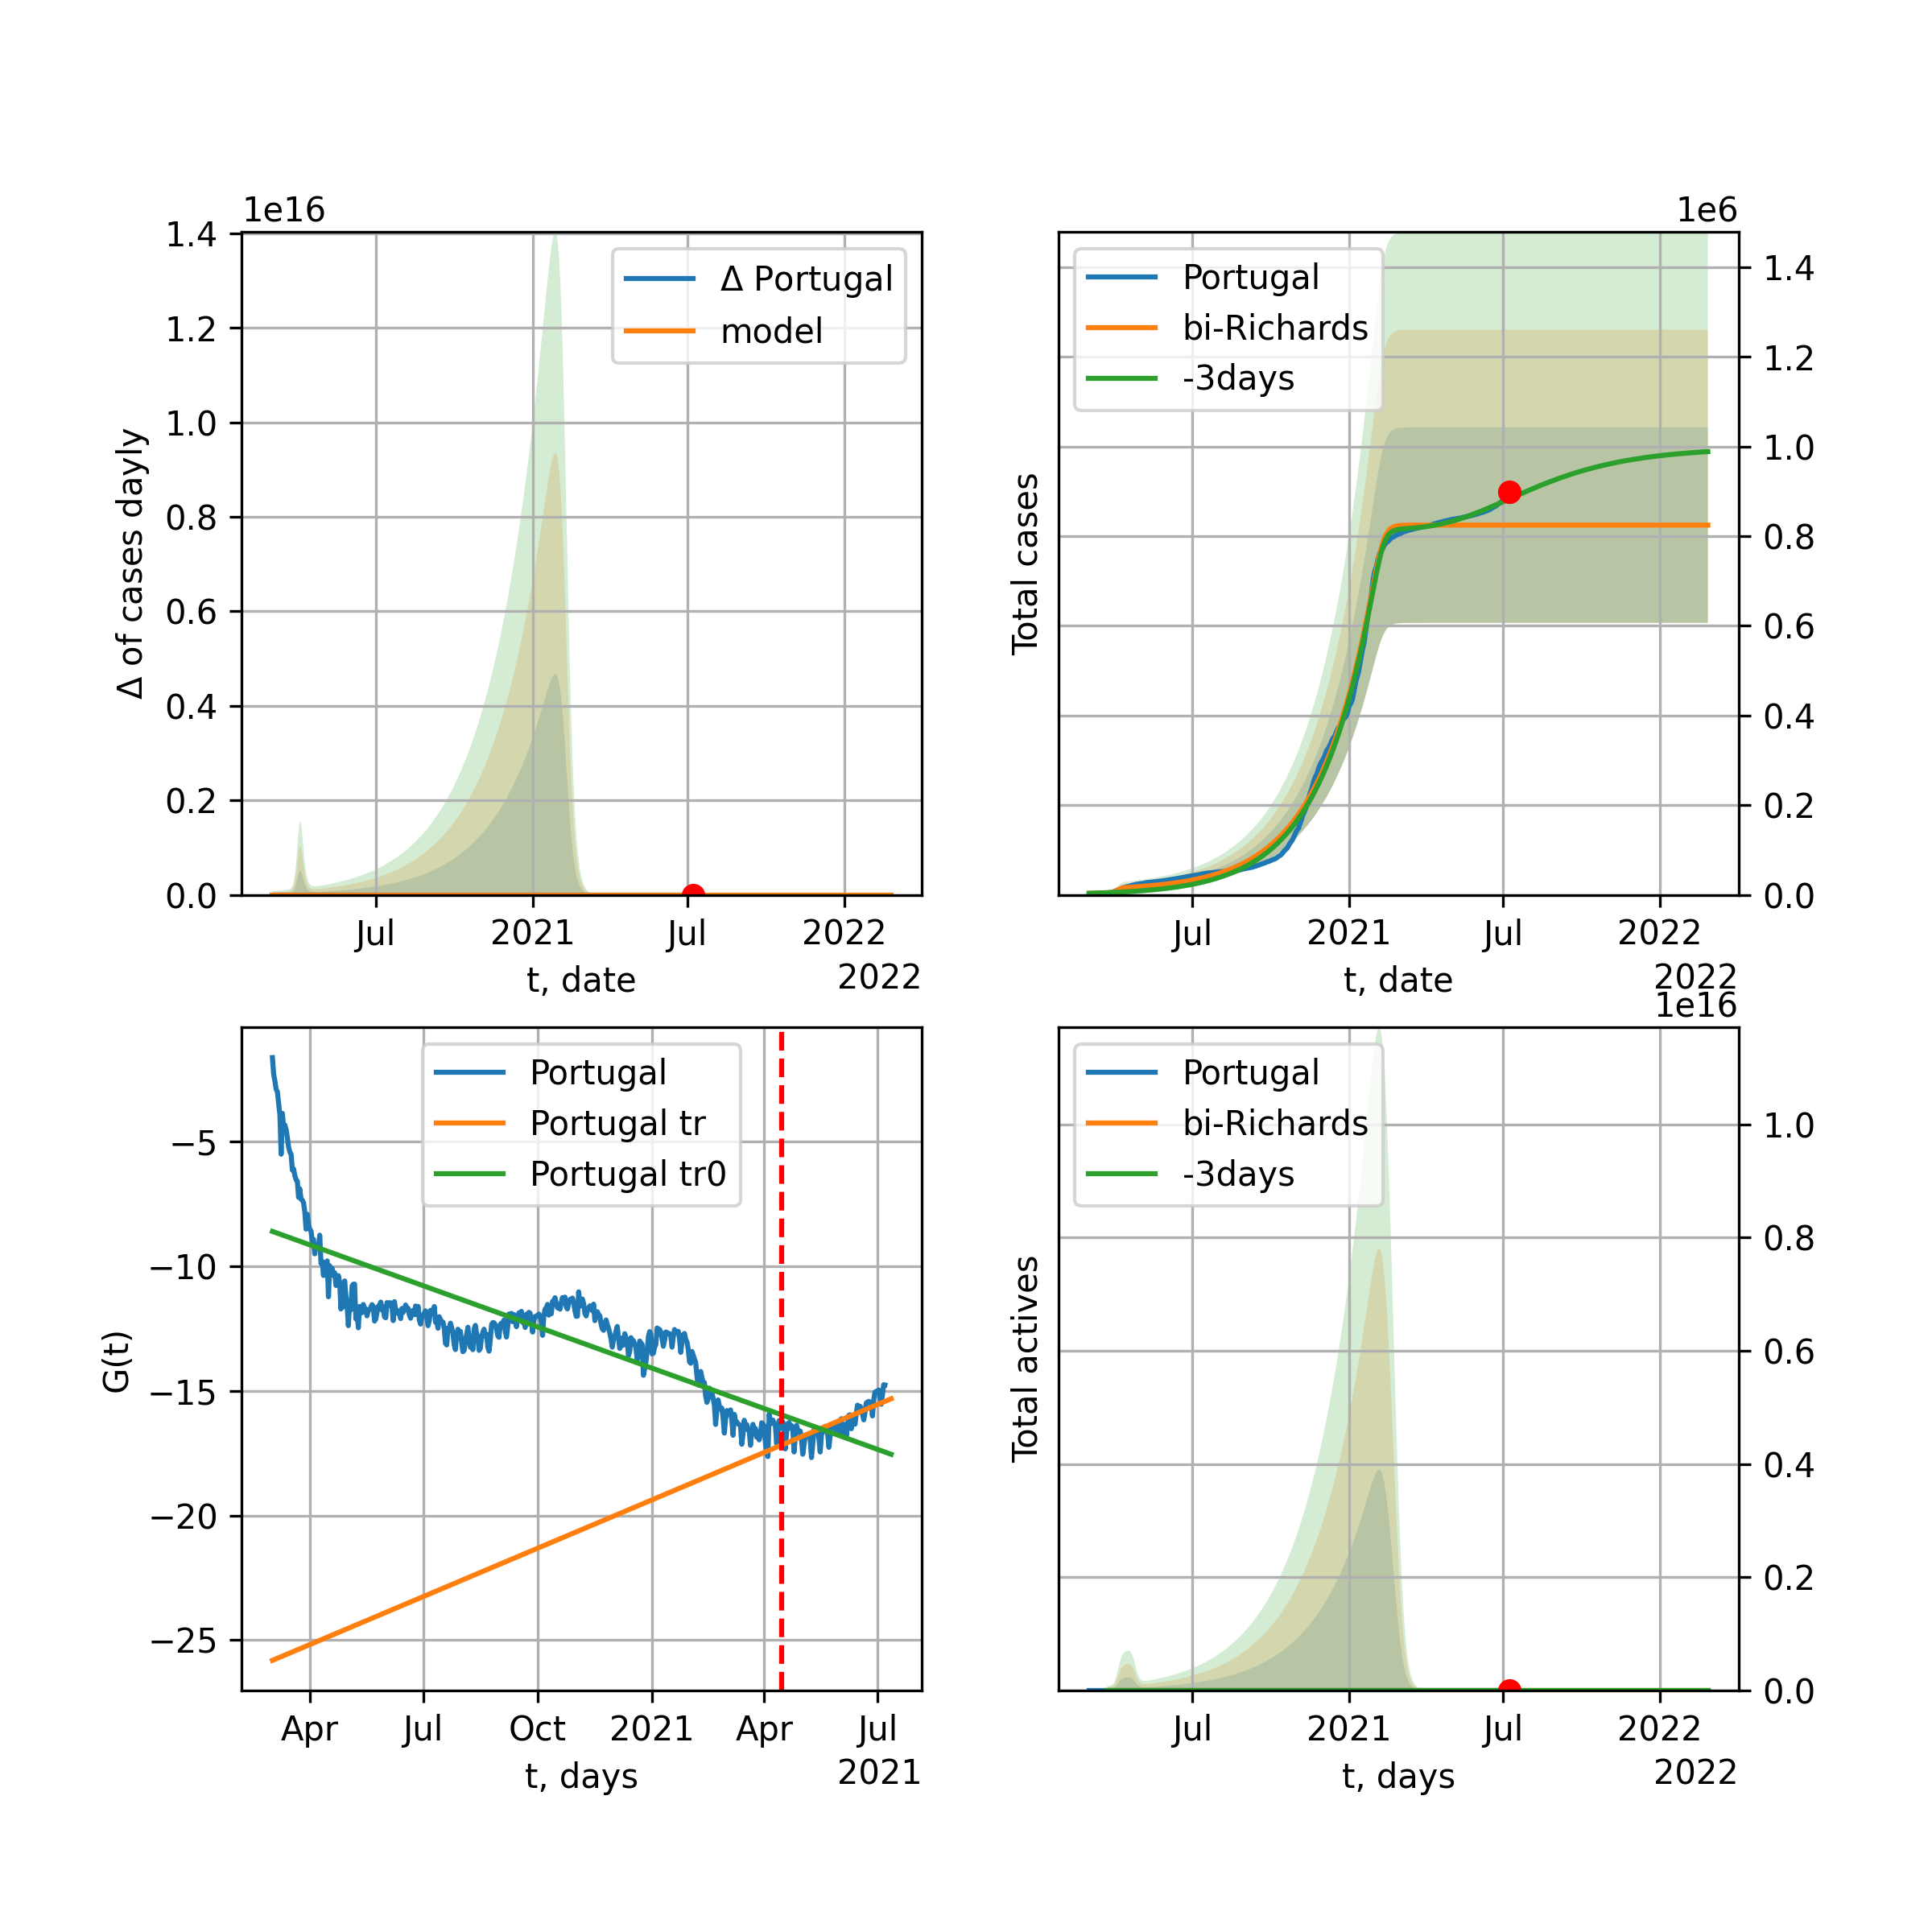 1e16
1.4
1.2
1.0
0.8
0.6
0.4
0.2
0.0
Δ of cases dayly
Δ Portugal
model
Jul
2021
Jul
2022
t, date
2022
1e6
1.4
1.2
1.0
0.8
0.6
0.4
0.2
0.0
Total cases
Portugal
bi-Richards
-3days
Jul
2021
Jul
2022
t, date
2022
−5
−10
−15
−20
−25
G(t)
Portugal
Portugal tr
Portugal tr0
Apr
Jul
Oct
2021
Apr
Jul
t, days
2021
1e16
1.0
0.8
0.6
0.4
0.2
0.0
Total actives
Portugal
bi-Richards
-3days
Jul
2021
Jul
2022
t, days
2022